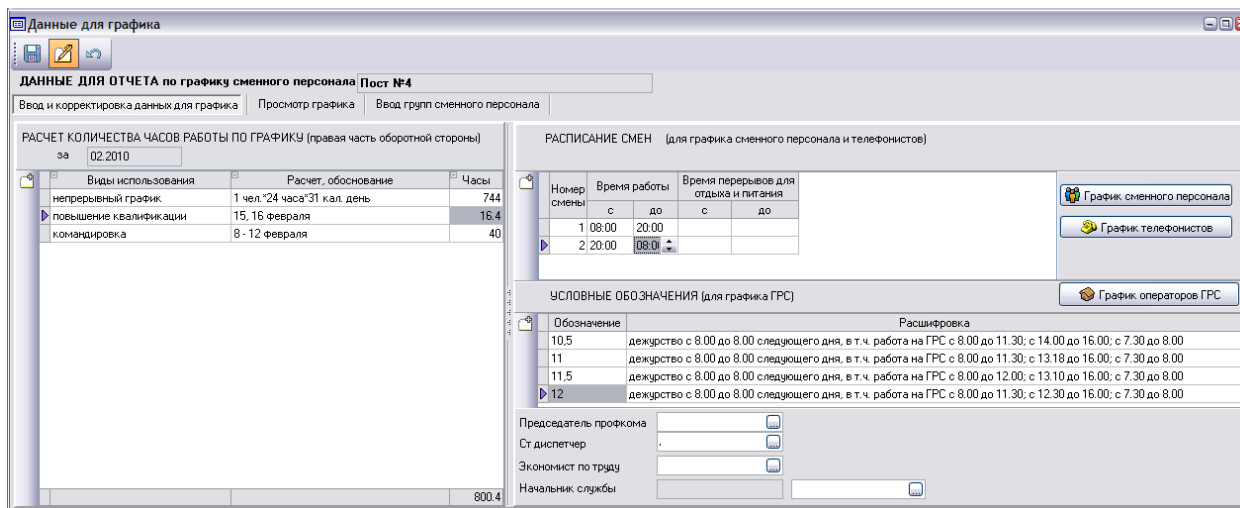 Данные для графика
ДАННЫЕ ДЛЯ ОТЧЕТА по графику сменного персонала Пост №4
Ввод и корректировка данных для графика Просмотр графика Ввод групп сменного персонала
РАСЧЕТ КОЛИЧЕСТВА ЧАСОВ РАБОТЫ ПО ГРАФИКУ (правая часть оборотной стороны)
за 02.2010
Виды использования Расчет, обоснование Часы
непрерывный график 1 чел.*24 часа*31 кал. день 744
повышение квалификации 15, 16 февраля 16.4
командировка 8 - 12 февраля 40
800.4
РАСПИСАНИЕ СМЕН (для графика сменного персонала и телефонистов)
Номер смены Время работы Время перерывов для отдыха и питания
с до с до
1 08:00 20:00
2 20:00 08:0
График сменного персонала
График телефонистов
УСЛОВНЫЕ ОБОЗНАЧЕНИЯ (для графика ГРС)
График операторов ГРС
Обозначение Расшифровка
10,5 дежурство с 8.00 до 8.00 следующего дня, в т.ч. работа на ГРС с 8.00 до 11.30; с 14.00 до 16.00; с 7.30 до 8.00
11 дежурство с 8.00 до 8.00 следующего дня, в т.ч. работа на ГРС с 8.00 до 11.30; с 13.18 до 16.00; с 7.30 до 8.00
11,5 дежурство с 8.00 до 8.00 следующего дня, в т.ч. работа на ГРС с 8.00 до 12.00; с 13.10 до 16.00; с 7.30 до 8.00
12 дежурство с 8.00 до 8.00 следующего дня, в т.ч. работа на ГРС с 8.00 до 11.30; с 12.30 до 16.00; с 7.30 до 8.00
Председатель профкома
Ст диспетчер .
Экономист по труду
Начальник службы